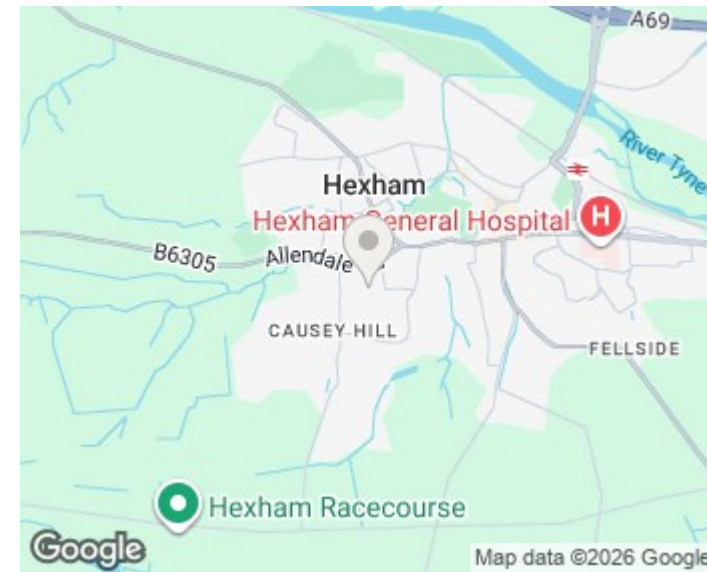 A69
River Tyne
Hexham
Hexham General Hospital
H
B6305
Allendale
CAUSEY HILL
FELLSIDE
Hexham Racecourse
Google
Map data ©2026 Google